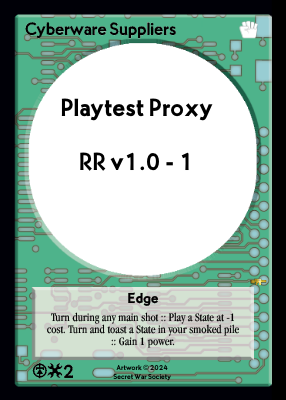 Cyberware Suppliers
Playtest Proxy
RR v1.0 - 1
Edge
Turn during any main shot :: Play a State at -1
cost. Turn and toast a State in your smoked pile
:: Gain 1 power.
Artwork © 2024
Secret War Society
2